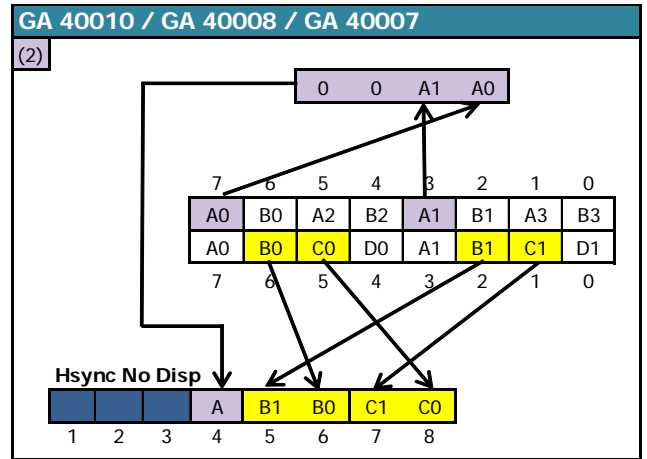 GA 40010 / GA 40008 / GA 40007
(2)
0 0 A1 A0
7 6 5 4 3 2 1 0
A0 B0 A2 B2 A1 B1 A3 B3
A0 B0 C0 D0 A1 B1 C1 D1
7 6 5 4 3 2 1 0
Hsync No Disp
A B1 B0 C1 C0
1 2 3 4 5 6 7 8